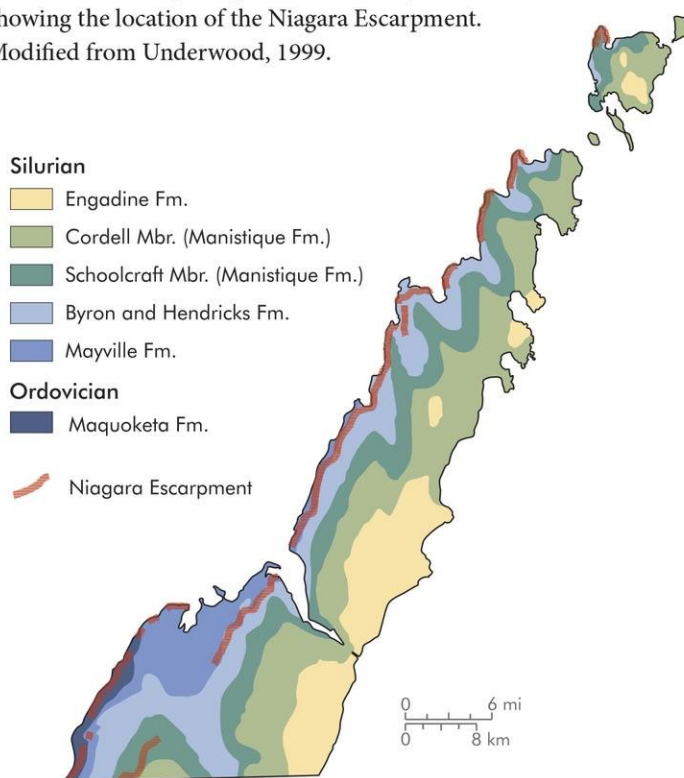 showing the location of the Niagara Escarpment.
Modified from Underwood, 1999.
Silurian
Engadine Fm.
Cordell Mbr. (Manistique Fm.)
Schoolcraft Mbr. (Manistique Fm.)
Byron and Hendricks Fm.
Mayville Fm.
Ordovician
Maquoketa Fm.
Niagara Escarpment
0 6 mi
0 8 km